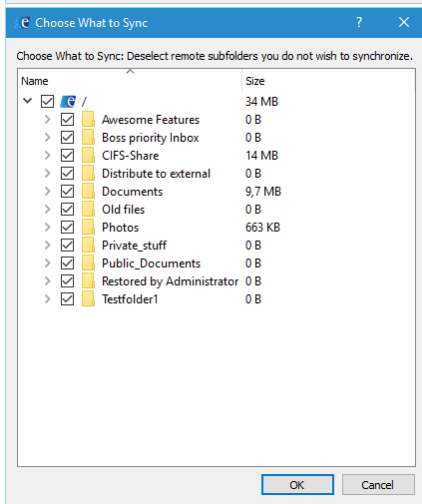 Choose What to Sync ? ×
Choose What to Sync: Deselect remote subfolders you do not wish to synchronize.
Name Size
/ 34 MB
Awesome Features 0 B
Boss priority Inbox 0 B
CIFS-Share 14 MB
Distribute to external 0 B
Documents 9,7 MB
Old files 0 B
Photos 663 KB
Private_stuff 0 B
Public_Documents 0 B
Restored by Administrator 0 B
Testfolder1 0 B
OK Cancel